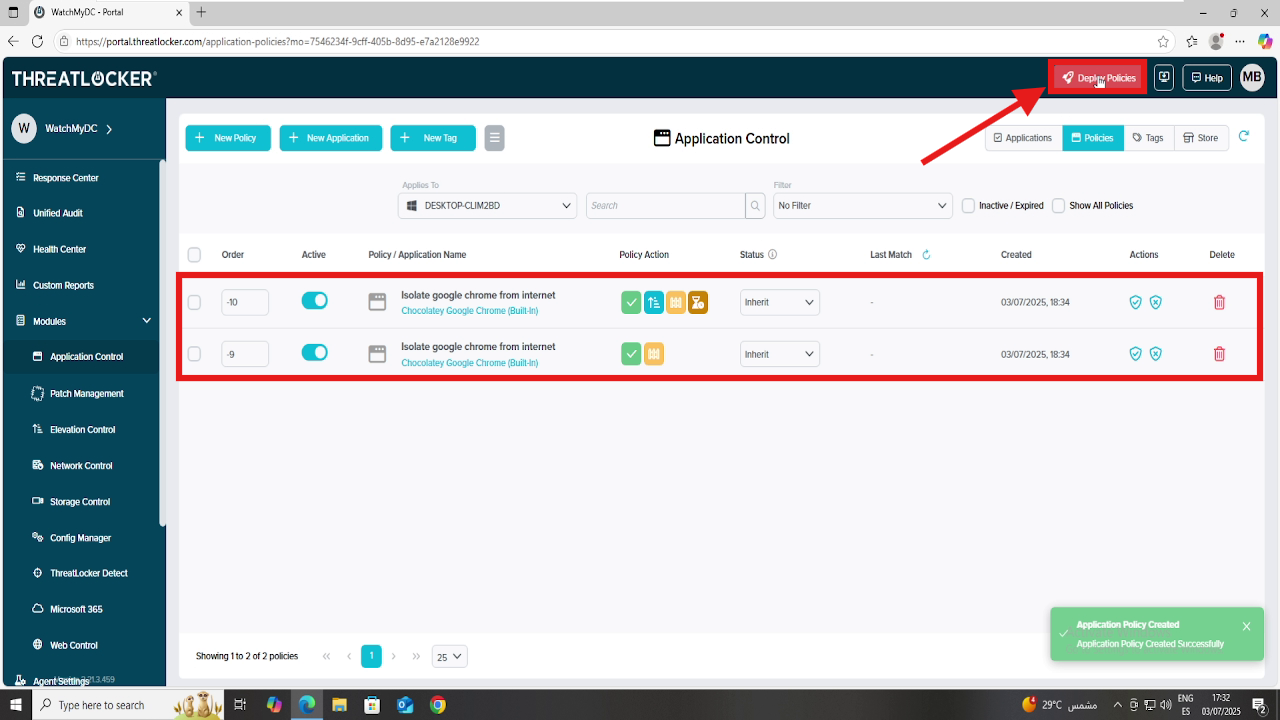 WatchMyDC - Portal
https://portal.threatlocker.com/application-policies?mo=7546234f-9cff-405b-8d95-e7a2128e9922
THREATLOCKER
Deploy Policies
Help
MB
W
WatchMyDC
Response Center
Unified Audit
Health Center
Custom Reports
Modules
Application Control
Patch Management
Elevation Control
Network Control
Storage Control
Config Manager
ThreatLocker Detect
Microsoft 365
Web Control
Agent Settings
New Policy
New Application
New Tag
Application Control
Applications
Policies
Tags
Store
Applies To
DESKTOP-CLIM2BD
Search
Filter
No Filter
Inactive / Expired
Show All Policies
Order Active Policy / Application Name Policy Action Status Last Match Created Actions Delete
-10 Isolate google chrome from internet Inherit - 03/07/2025, 18:34
Chocolatey Google Chrome (Built-In)
-9 Isolate google chrome from internet Inherit - 03/07/2025, 18:34
Chocolatey Google Chrome (Built-In)
Showing 1 to 2 of 2 policies
1
25
Application Policy Created
Application Policy Created Successfully
Type here to search
29°C مشمس
ENG
ES
17:32
03/07/2025